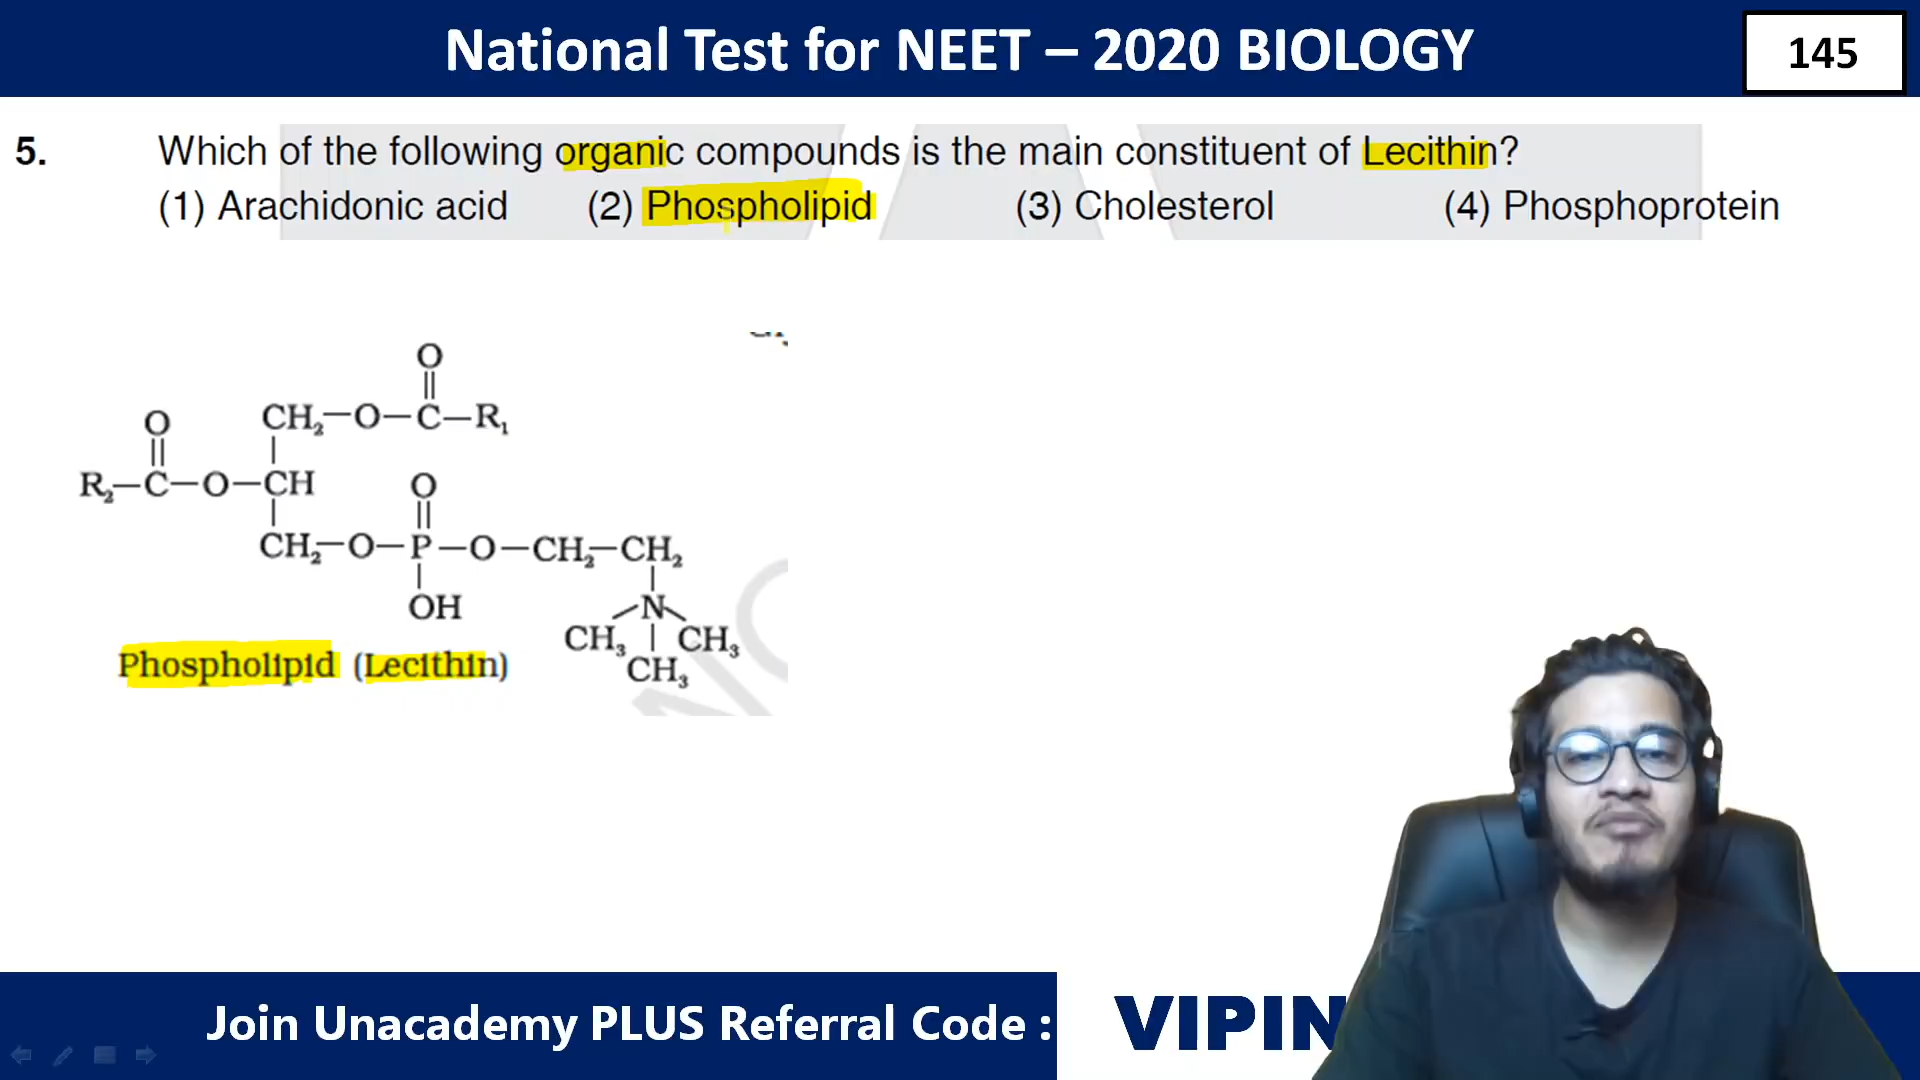 National Test for NEET – 2020 BIOLOGY
145
5. Which of the following organic compounds is the main constituent of Lecithin?
(1) Arachidonic acid (2) Phospholipid (3) Cholesterol (4) Phosphoprotein
O
CH₂—O—C—R₁
O
R₂—C—O—CH
O
CH₂—O—P—O—CH₂—CH₂
OH
N
CH₃ CH₃
CH₃
Phospholipid (Lecithin)
Join Unacademy PLUS Referral Code :
VIPIN